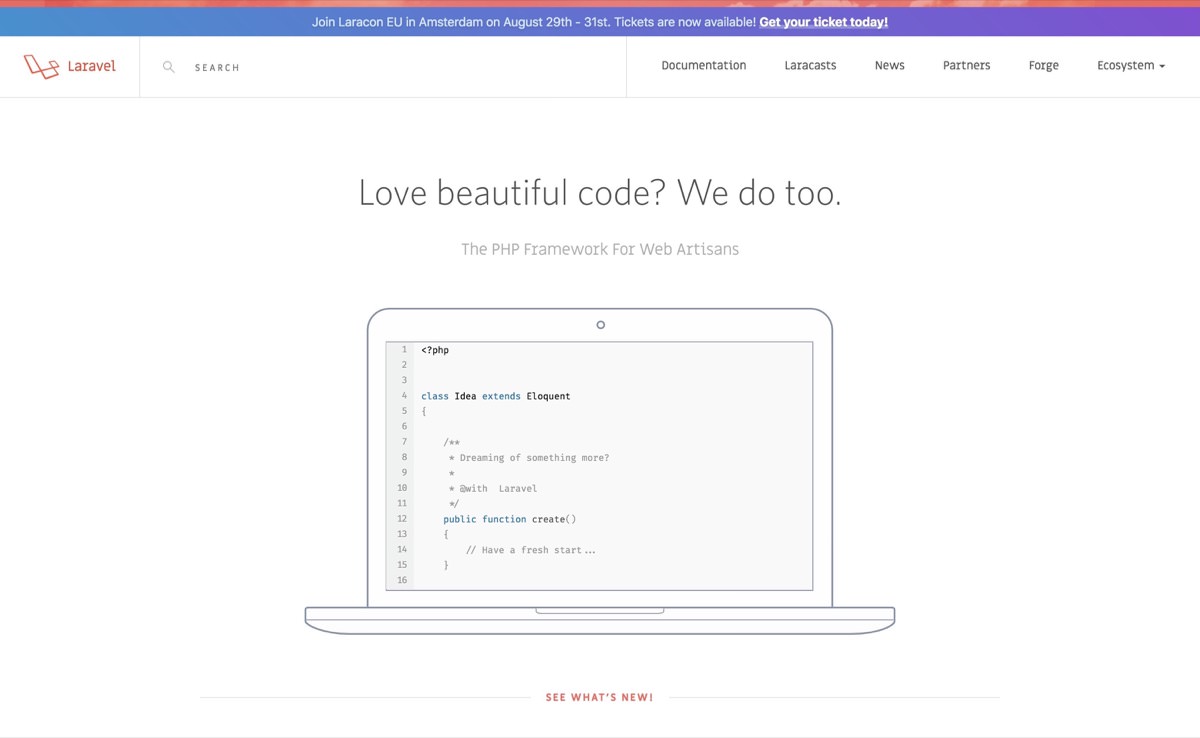 Join Laracon EU in Amsterdam on August 29th - 31st. Tickets are now available! Get your ticket today!
Laravel
SEARCH
Documentation
Laracasts
News
Partners
Forge
Ecosystem
Love beautiful code? We do too.
The PHP Framework For Web Artisans
1 <?php
2
3
4 class Idea extends Eloquent
5 {
6
7 /**
8 * Dreaming of something more?
9 *
10 * @with  Laravel
11 */
12 public function create()
13 {
14 // Have a fresh start...
15 }
16
SEE WHAT'S NEW!